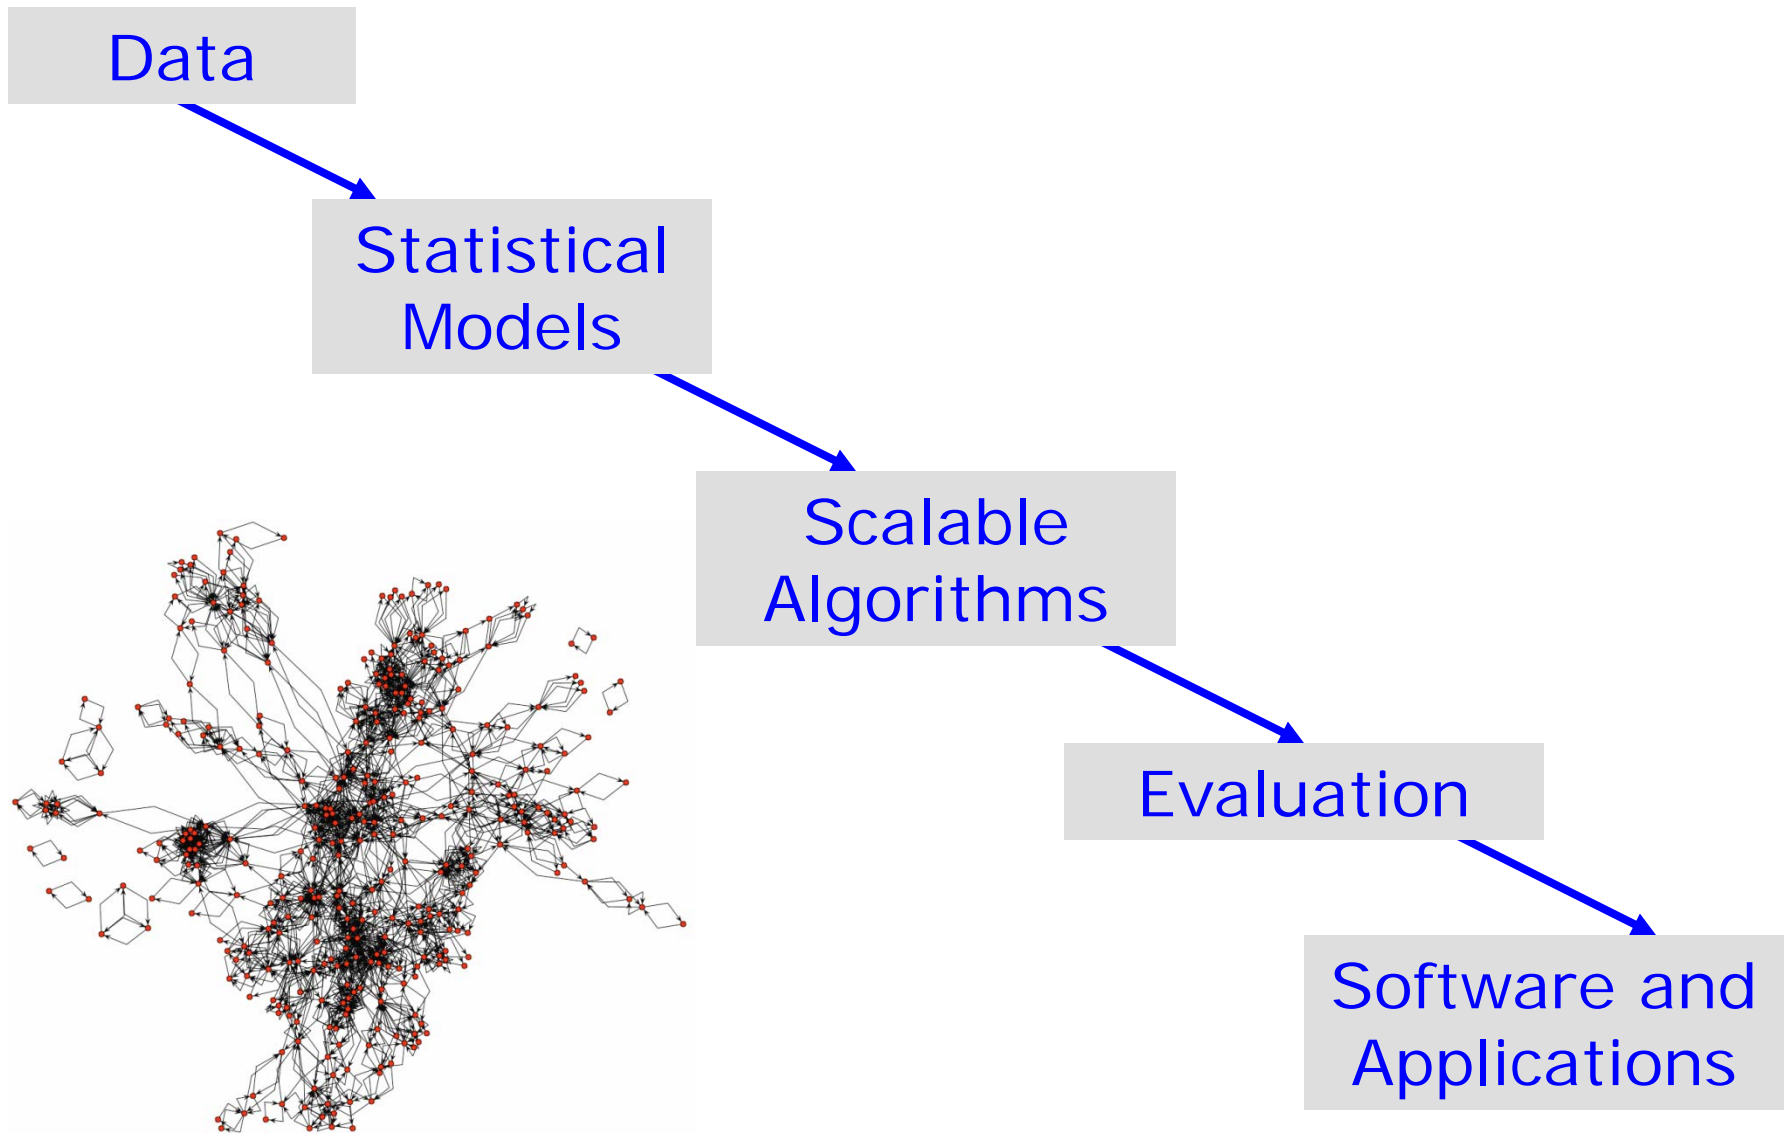 Data
Statistical
Models
Scalable
Algorithms
Evaluation
Software and
Applications